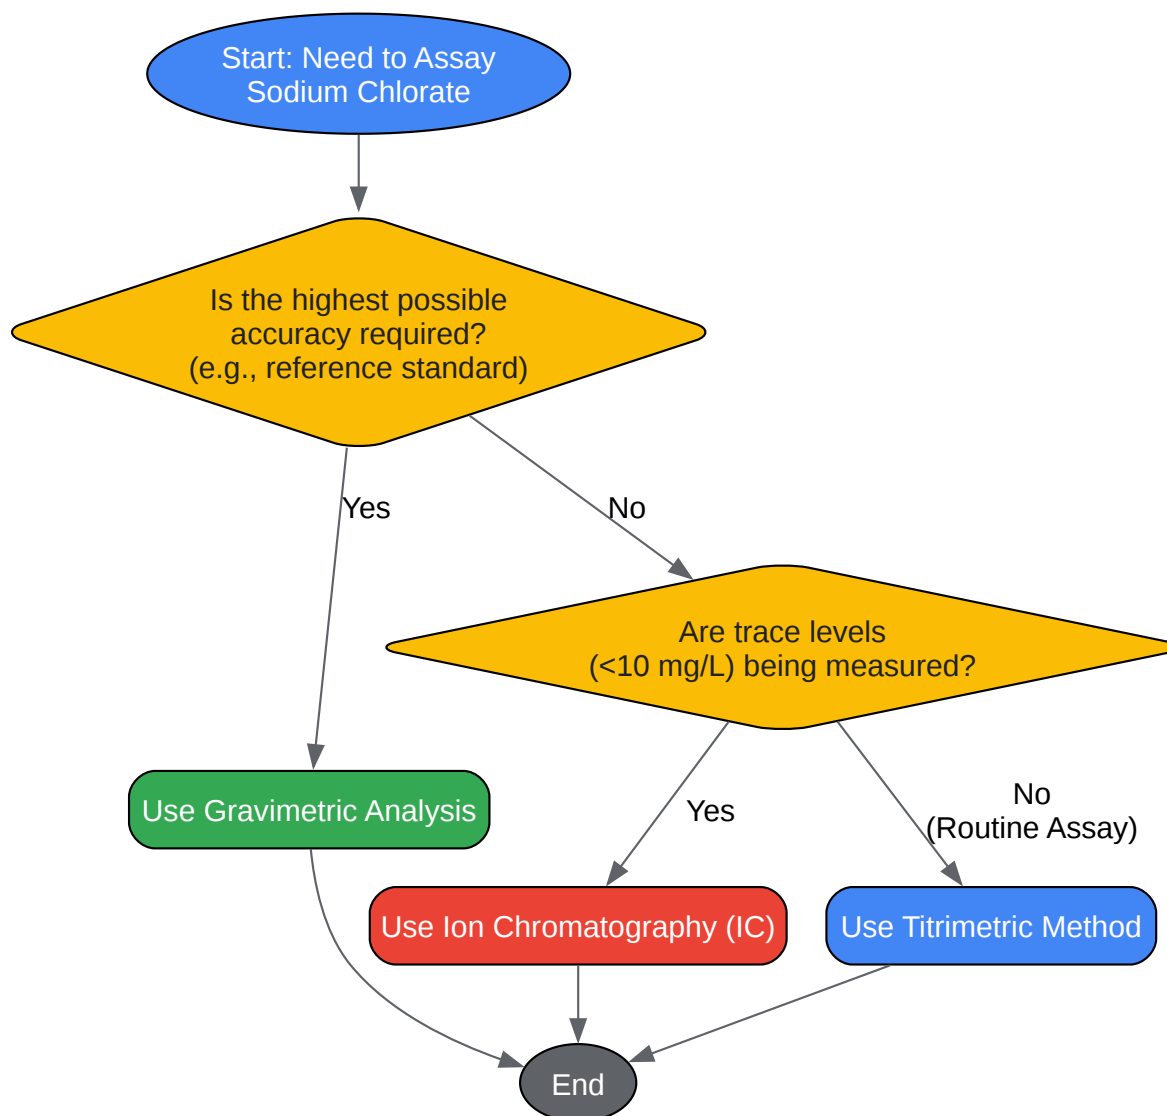 Start: Need to Assay
Sodium Chlorate
Is the highest possible
accuracy required?
(e.g., reference standard)
Yes
No
Are trace levels
(<10 mg/L) being measured?
Use Gravimetric Analysis
Yes
No
(Routine Assay)
Use Ion Chromatography (IC)
Use Titrimetric Method
End